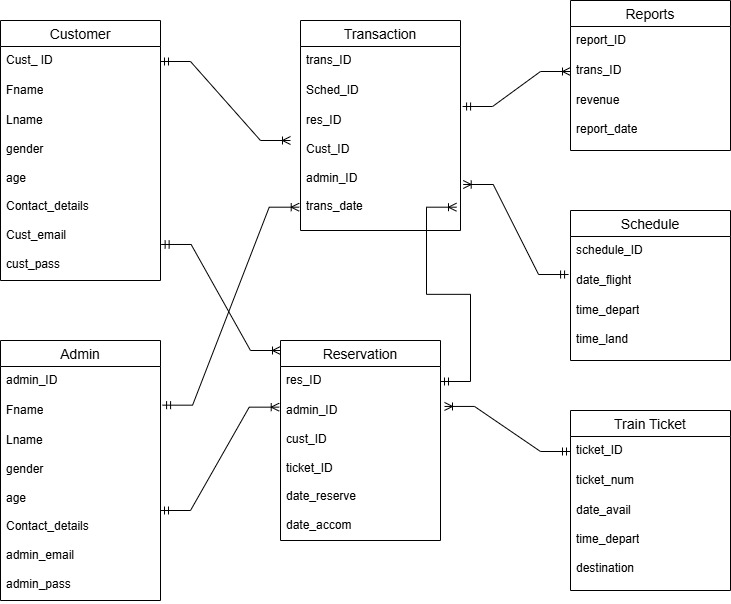 Customer
Cust_ ID
Fname
Lname
gender
age
Contact_details
Cust_email
cust_pass
Transaction
trans_ID
Sched_ID
res_ID
Cust_ID
admin_ID
trans_date
Reports
report_ID
trans_ID
revenue
report_date
Schedule
schedule_ID
date_flight
time_depart
time_land
Admin
admin_ID
Fname
Lname
gender
age
Contact_details
admin_email
admin_pass
Reservation
res_ID
admin_ID
cust_ID
ticket_ID
date_reserve
date_accom
Train Ticket
ticket_ID
ticket_num
date_avail
time_depart
destination